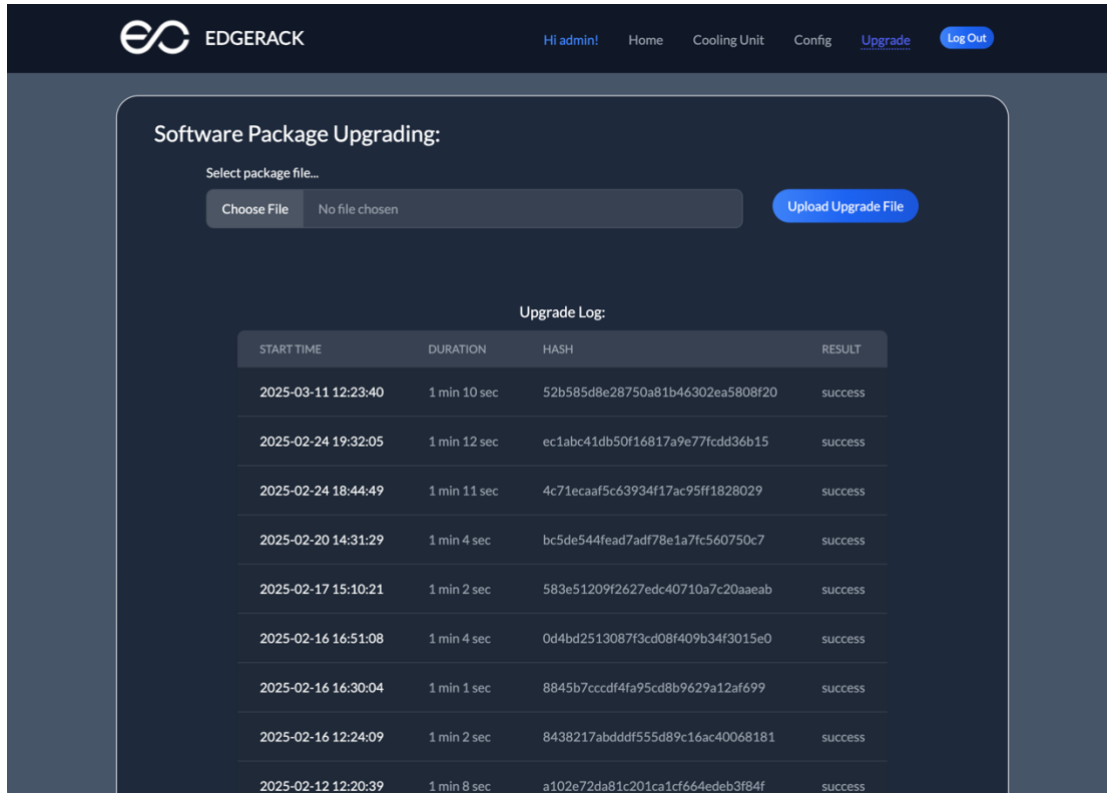 EDGERACK
Hi admin! Home Cooling Unit Config Upgrade Log Out
Software Package Upgrading:
Select package file...
Choose File No file chosen Upload Upgrade File
Upgrade Log:
START TIME DURATION HASH RESULT
2025-03-11 12:23:40 1 min 10 sec 52b585d8e28750a81b46302ea5808f20 success
2025-02-24 19:32:05 1 min 12 sec ec1abc41db50f16817a9e77fcdd36b15 success
2025-02-24 18:44:49 1 min 11 sec 4c71ecaaf5c63934f17ac95ff1828029 success
2025-02-20 14:31:29 1 min 4 sec bc5de544fead7adf78e1a7fc560750c7 success
2025-02-17 15:10:21 1 min 2 sec 583e51209f2627edc40710a7c20aaeab success
2025-02-16 16:51:08 1 min 4 sec 0d4bd2513087f3cd08f409b34f3015e0 success
2025-02-16 16:30:04 1 min 1 sec 8845b7cccdf4fa95cd8b9629a12af699 success
2025-02-16 12:24:09 1 min 2 sec 8438217abdddf555d89c16ac40068181 success
2025-02-12 12:20:39 1 min 8 sec a102e72da81c201ca1cf664edeb3f84f success